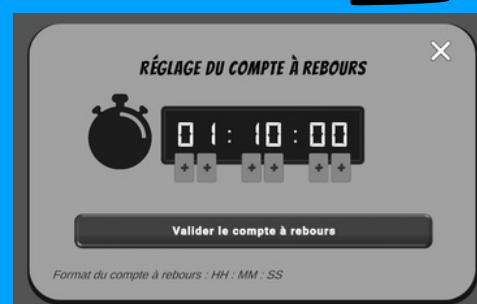 RÉGLAGE DU COMPTE À REBOURS
01:10:00
+ + + + + +
Valider le compte à rebours
Format du compte à rebours : HH : MM : SS